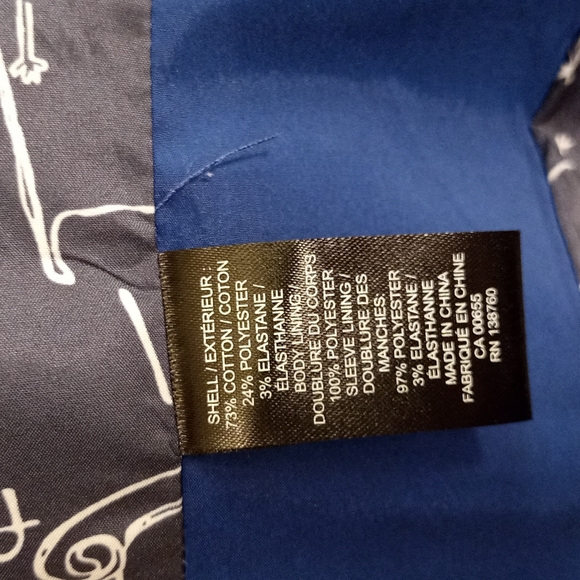 SHELL / EXTÉRIEUR :
73% COTTON / COTON
24% POLYESTER
3% ELASTANE /
ÉLASTHANNE
BODY LINING /
DOUBLURE DU CORPS
100% POLYESTER
SLEEVE LINING /
DOUBLURE DES
MANCHES:
97% POLYESTER
3% ELASTANE /
ÉLASTHANNE
MADE IN CHINA
FABRIQUÉ EN CHINE
CA 00655
RN 138760